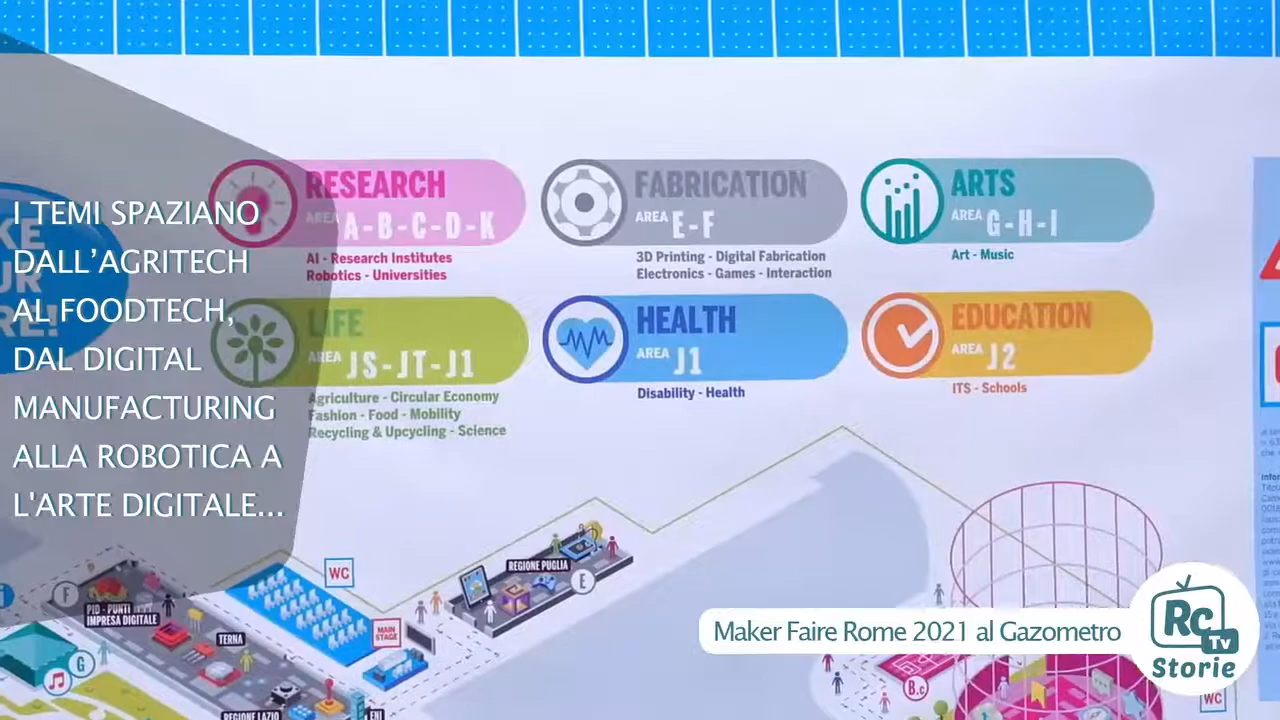 I TEMI SPAZIANO
DALL'AGRITECH
AL FOODTECH,
DAL DIGITAL
MANUFACTURING
ALLA ROBOTICA A
L'ARTE DIGITALE...
RESEARCH
AREA A-B-C-D-K
AI - Research Institutes
Robotics - Universities
FABRICATION
AREA E-F
3D Printing - Digital Fabrication
Electronics - Games - Interaction
ARTS
AREA G-H-I
Art - Music
LIFE
AREA JS-JT-J1
Agriculture - Circular Economy
Fashion - Food - Mobility
Recycling & Upcycling - Science
HEALTH
AREA J1
Disability - Health
EDUCATION
AREA J2
ITS - Schools
WC
REGIONE PUGLIA
E
F
PID - PUNTI
IMPRESA DIGITALE
TERNA
MAIN
STAGE
G
REGIONE LAZIO
ENI
B.c
WC
Maker Faire Rome 2021 al Gazometro
Rc
Tv
Storie